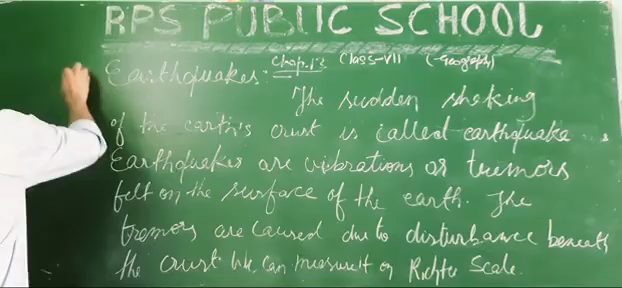 RPS PUBLIC SCHOOL
Chap.12 Class-VII (Geography)
Earthquakes:
The sudden shaking
of the earth's crust is called earthquake.
Earthquakes are vibrations or tremors
felt on the surface of the earth. The
tremors are caused due to disturbance beneath
the crust We can measure it on Richter Scale.